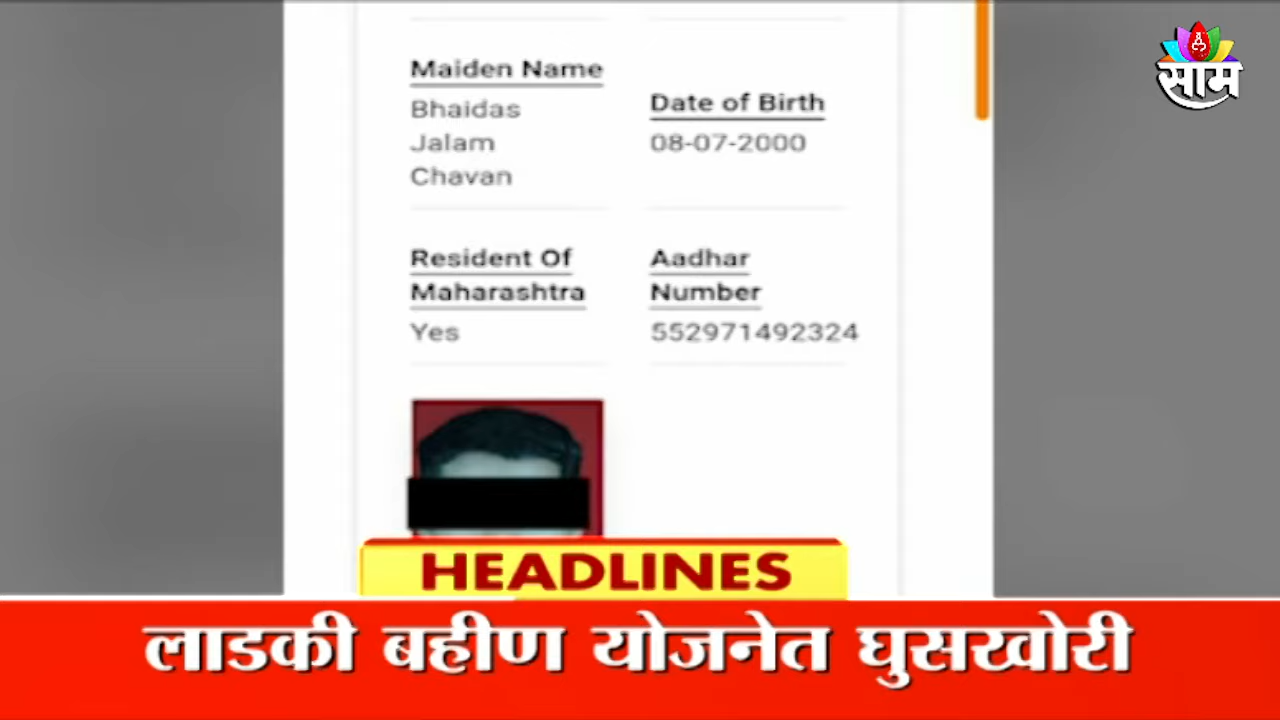 साम
Maiden Name
Bhaidas
Jalam
Chavan
Date of Birth
08-07-2000
Resident Of
Maharashtra
Yes
Aadhar
Number
552971492324
HEADLINES
लाडकी बहीण योजनेत घुसखोरी